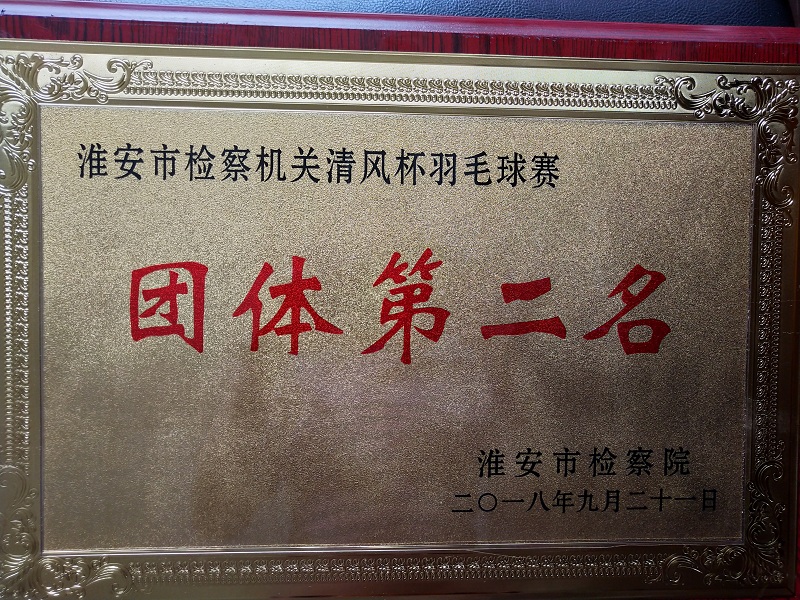 淮安市检察机关清风杯羽毛球赛
团体第二名
淮安市检察院
二〇一八年九月二十一日